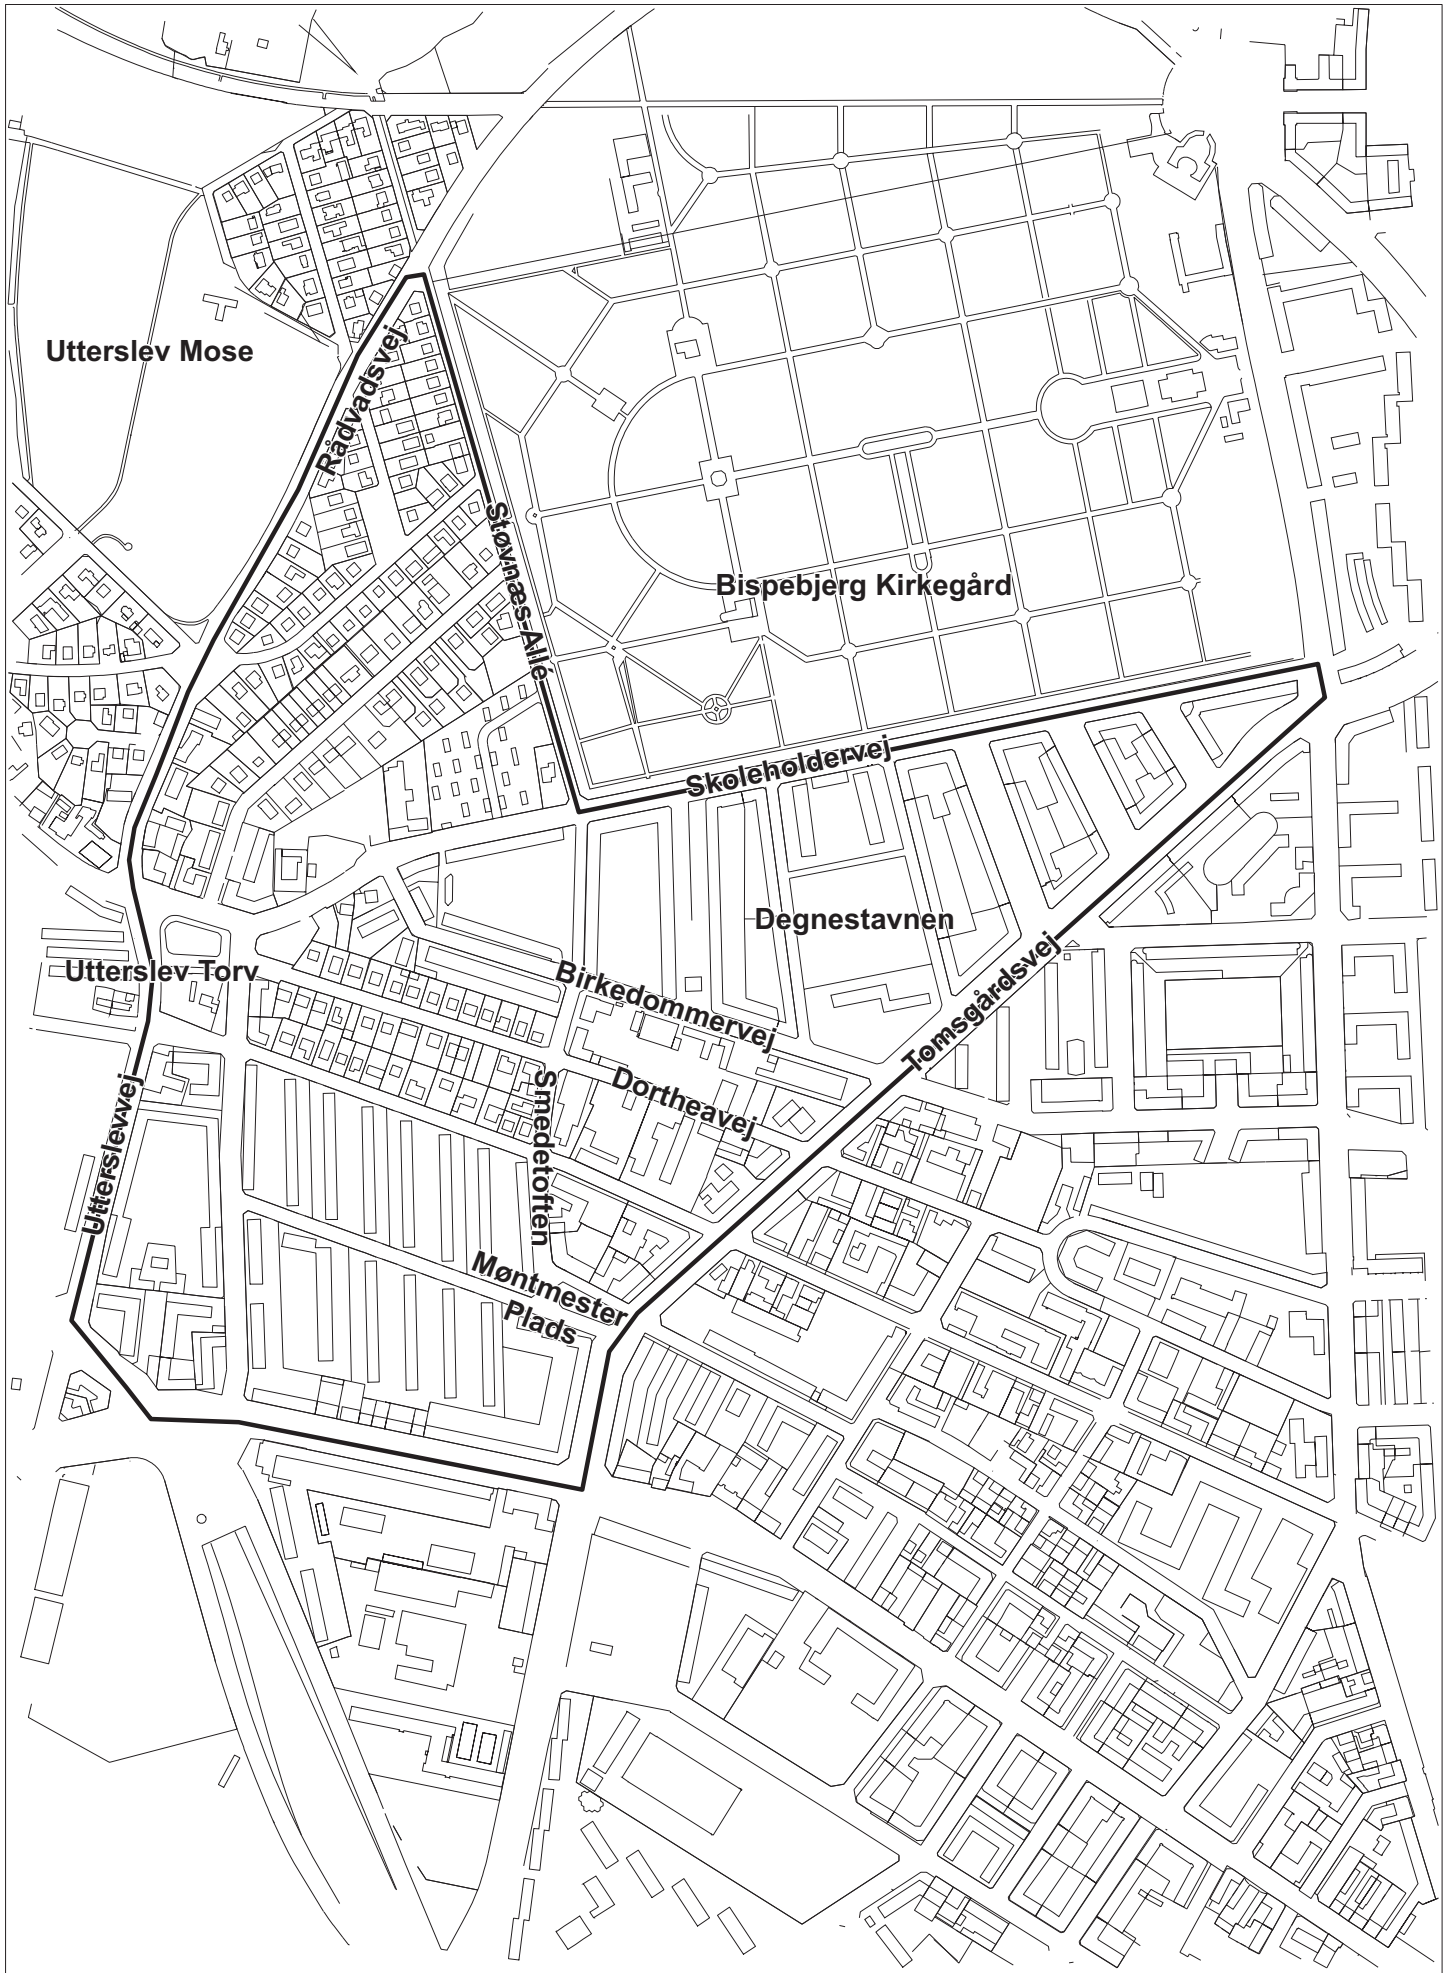 Utterslev Mose
Rådvadsvej
Støvnæs Allé
Bispebjerg Kirkegård
Skoleholdervej
Degnestavnen
Utterslev Torv
Birkedommervej
Tomsgårdsvej
Dortheavej
Smedetoften
Utterslevvej
Møntmester
Plads